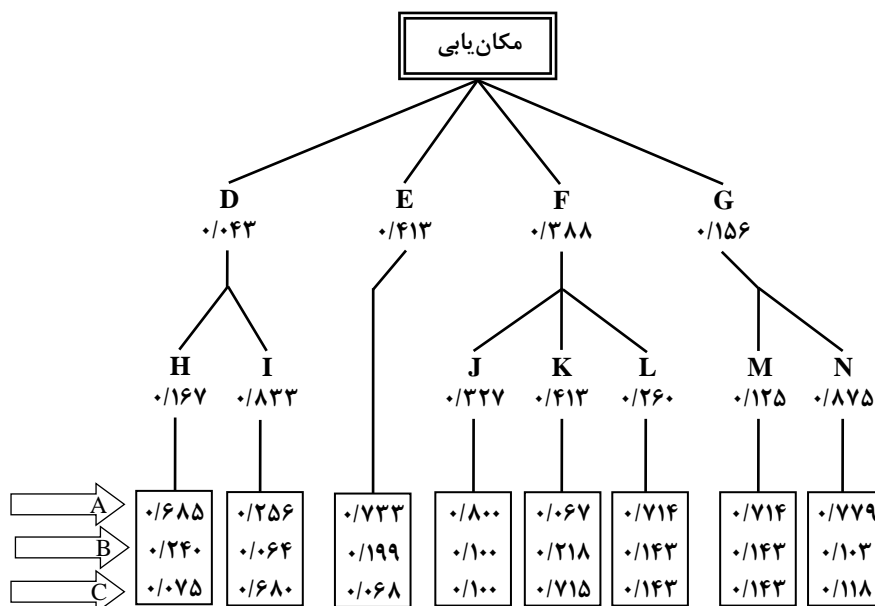 مکان‌یابی
D E F G
۰/۰۴۳ ۰/۴۱۳ ۰/۳۸۸ ۰/۱۵۶
H I J K L M N
۰/۱۶۷ ۰/۸۳۳ ۰/۳۲۷ ۰/۴۱۳ ۰/۲۶۰ ۰/۱۲۵ ۰/۸۷۵
A ۰/۶۸۵ ۰/۲۵۶ ۰/۷۳۳ ۰/۸۰۰ ۰/۰۶۷ ۰/۷۱۴ ۰/۷۱۴ ۰/۷۷۹
B ۰/۲۴۰ ۰/۰۶۴ ۰/۱۹۹ ۰/۱۰۰ ۰/۲۱۸ ۰/۱۴۳ ۰/۱۴۳ ۰/۱۰۳
C ۰/۰۷۵ ۰/۶۸۰ ۰/۰۶۸ ۰/۱۰۰ ۰/۷۱۵ ۰/۱۴۳ ۰/۱۴۳ ۰/۱۱۸